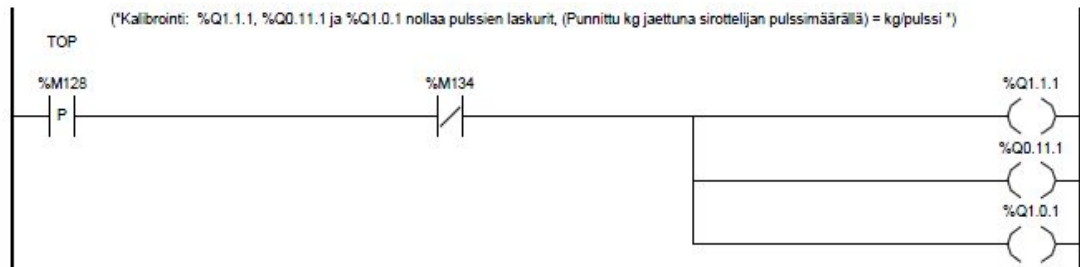 (*Kalibrointi: %Q1.1.1, %Q0.11.1 ja %Q1.0.1 nollaa pulssien laskurit, (Punnittu kg jaettuna sirottelijan pulssimäärällä) = kg/pulssi *)
TOP
%M128
%M134
%Q1.1.1
P
%Q0.11.1
%Q1.0.1